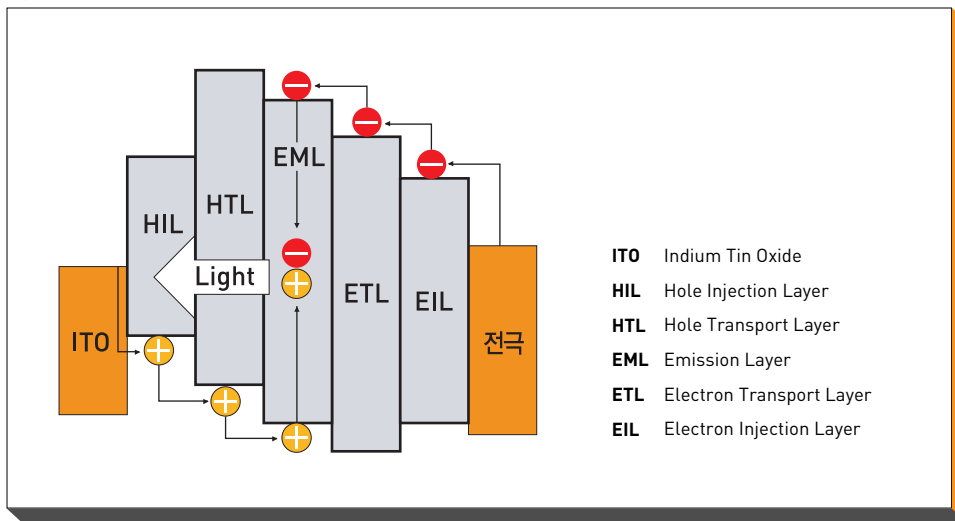 ITO
HIL
HTL
EML
Light
ETL
EIL
전극
ITO Indium Tin Oxide
HIL Hole Injection Layer
HTL Hole Transport Layer
EML Emission Layer
ETL Electron Transport Layer
EIL Electron Injection Layer